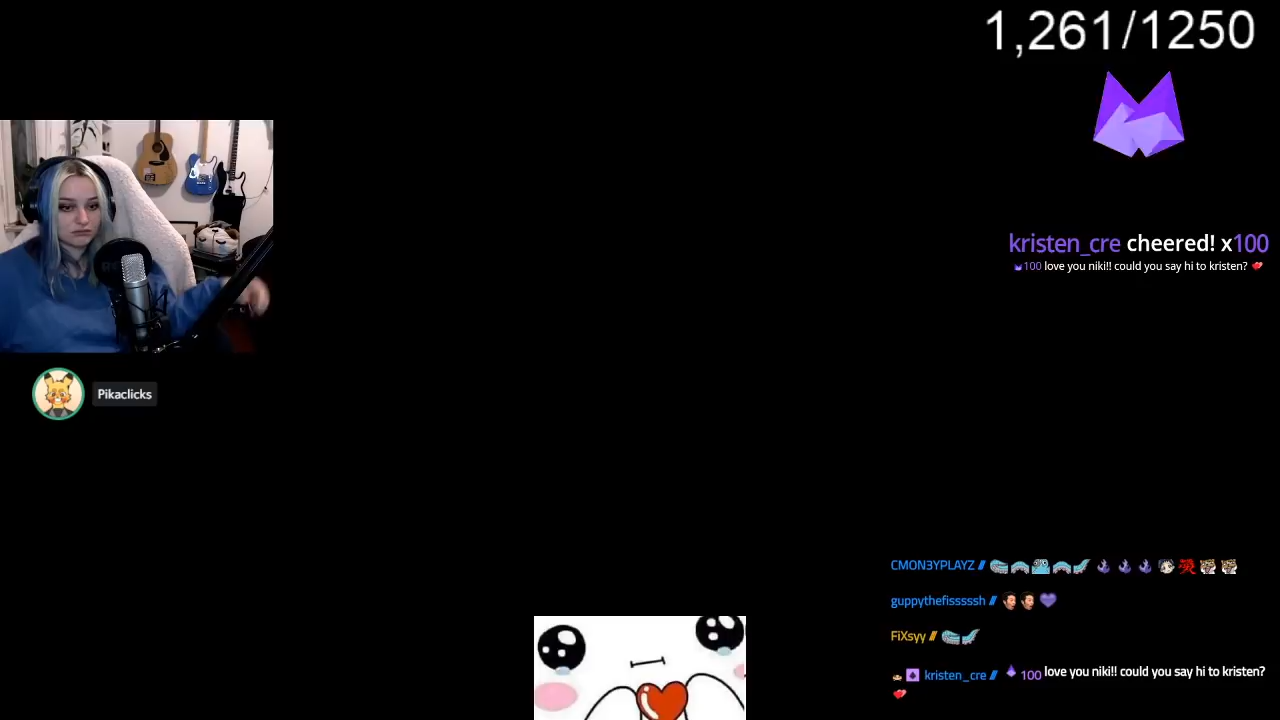 1,261/1250
kristen_cre cheered! x100
100 love you niki!! could you say hi to kristen?
Pikaclicks
CMON3YPLAYZ //
guppythefisssssh //
FiXsyy //
kristen_cre // 100 love you niki!! could you say hi to kristen?